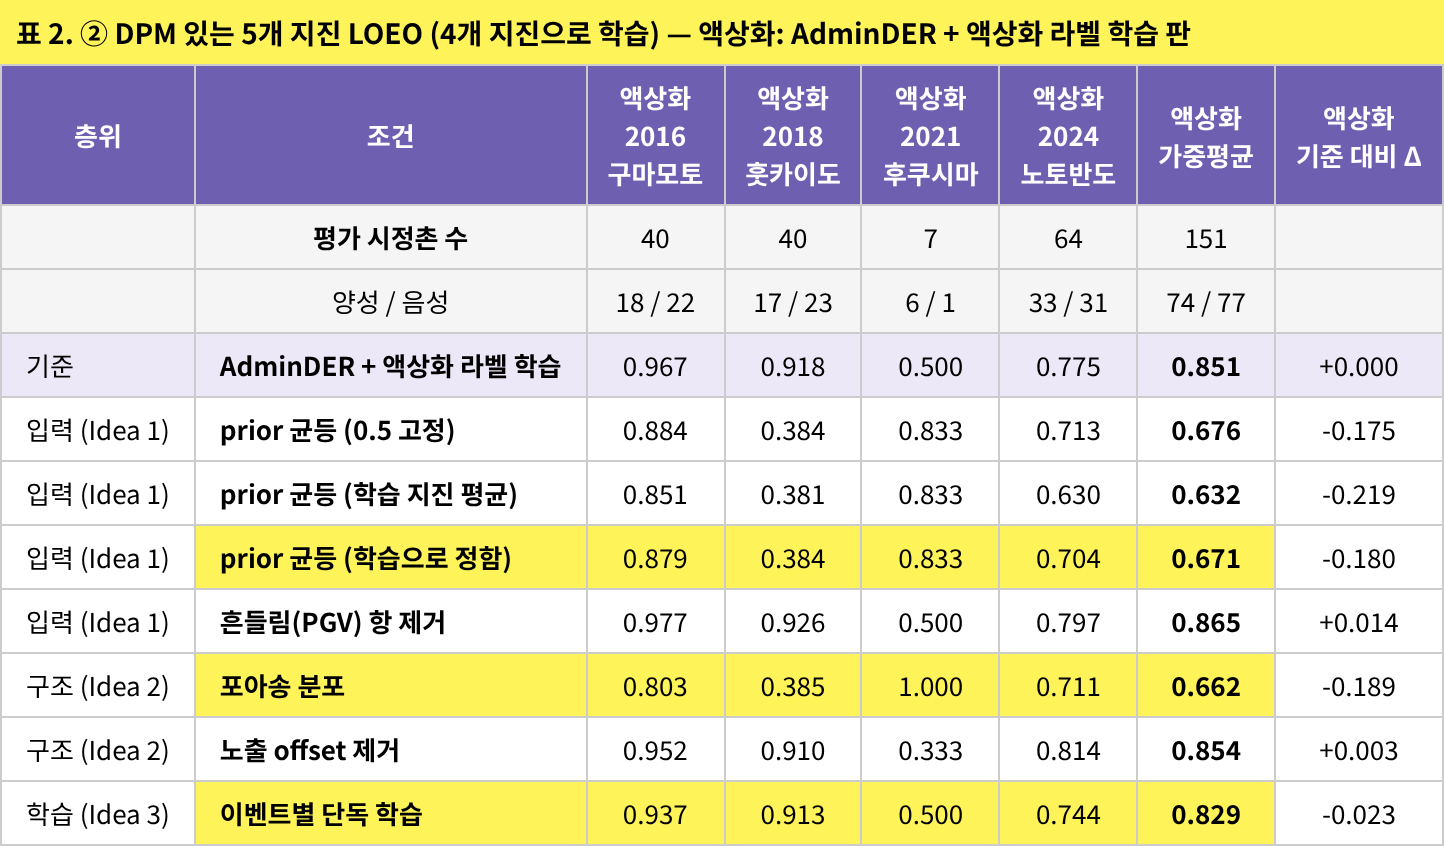 표 2. ② DPM 있는 5개 지진 LOEO (4개 지진으로 학습) — 액상화: AdminDER + 액상화 라벨 학습 판
층위 조건 액상화 2016 구마모토 액상화 2018 훗카이도 액상화 2021 후쿠시마 액상화 2024 노토반도 액상화 가중평균 액상화 기준 대비 Δ
평가 시정촌 수 40 40 7 64 151
양성 / 음성 18 / 22 17 / 23 6 / 1 33 / 31 74 / 77
기준 AdminDER + 액상화 라벨 학습 0.967 0.918 0.500 0.775 0.851 +0.000
입력 (Idea 1) prior 균등 (0.5 고정) 0.884 0.384 0.833 0.713 0.676 -0.175
입력 (Idea 1) prior 균등 (학습 지진 평균) 0.851 0.381 0.833 0.630 0.632 -0.219
입력 (Idea 1) prior 균등 (학습으로 정함) 0.879 0.384 0.833 0.704 0.671 -0.180
입력 (Idea 1) 흔들림(PGV) 항 제거 0.977 0.926 0.500 0.797 0.865 +0.014
구조 (Idea 2) 포아송 분포 0.803 0.385 1.000 0.711 0.662 -0.189
구조 (Idea 2) 노출 offset 제거 0.952 0.910 0.333 0.814 0.854 +0.003
학습 (Idea 3) 이벤트별 단독 학습 0.937 0.913 0.500 0.744 0.829 -0.023